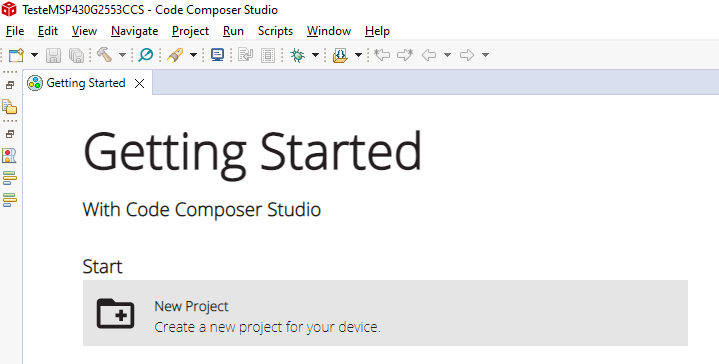 TesteMSP430G2553CCS - Code Composer Studio
File Edit View Navigate Project Run Scripts Window Help
Getting Started
Getting Started
With Code Composer Studio
Start
New Project
Create a new project for your device.